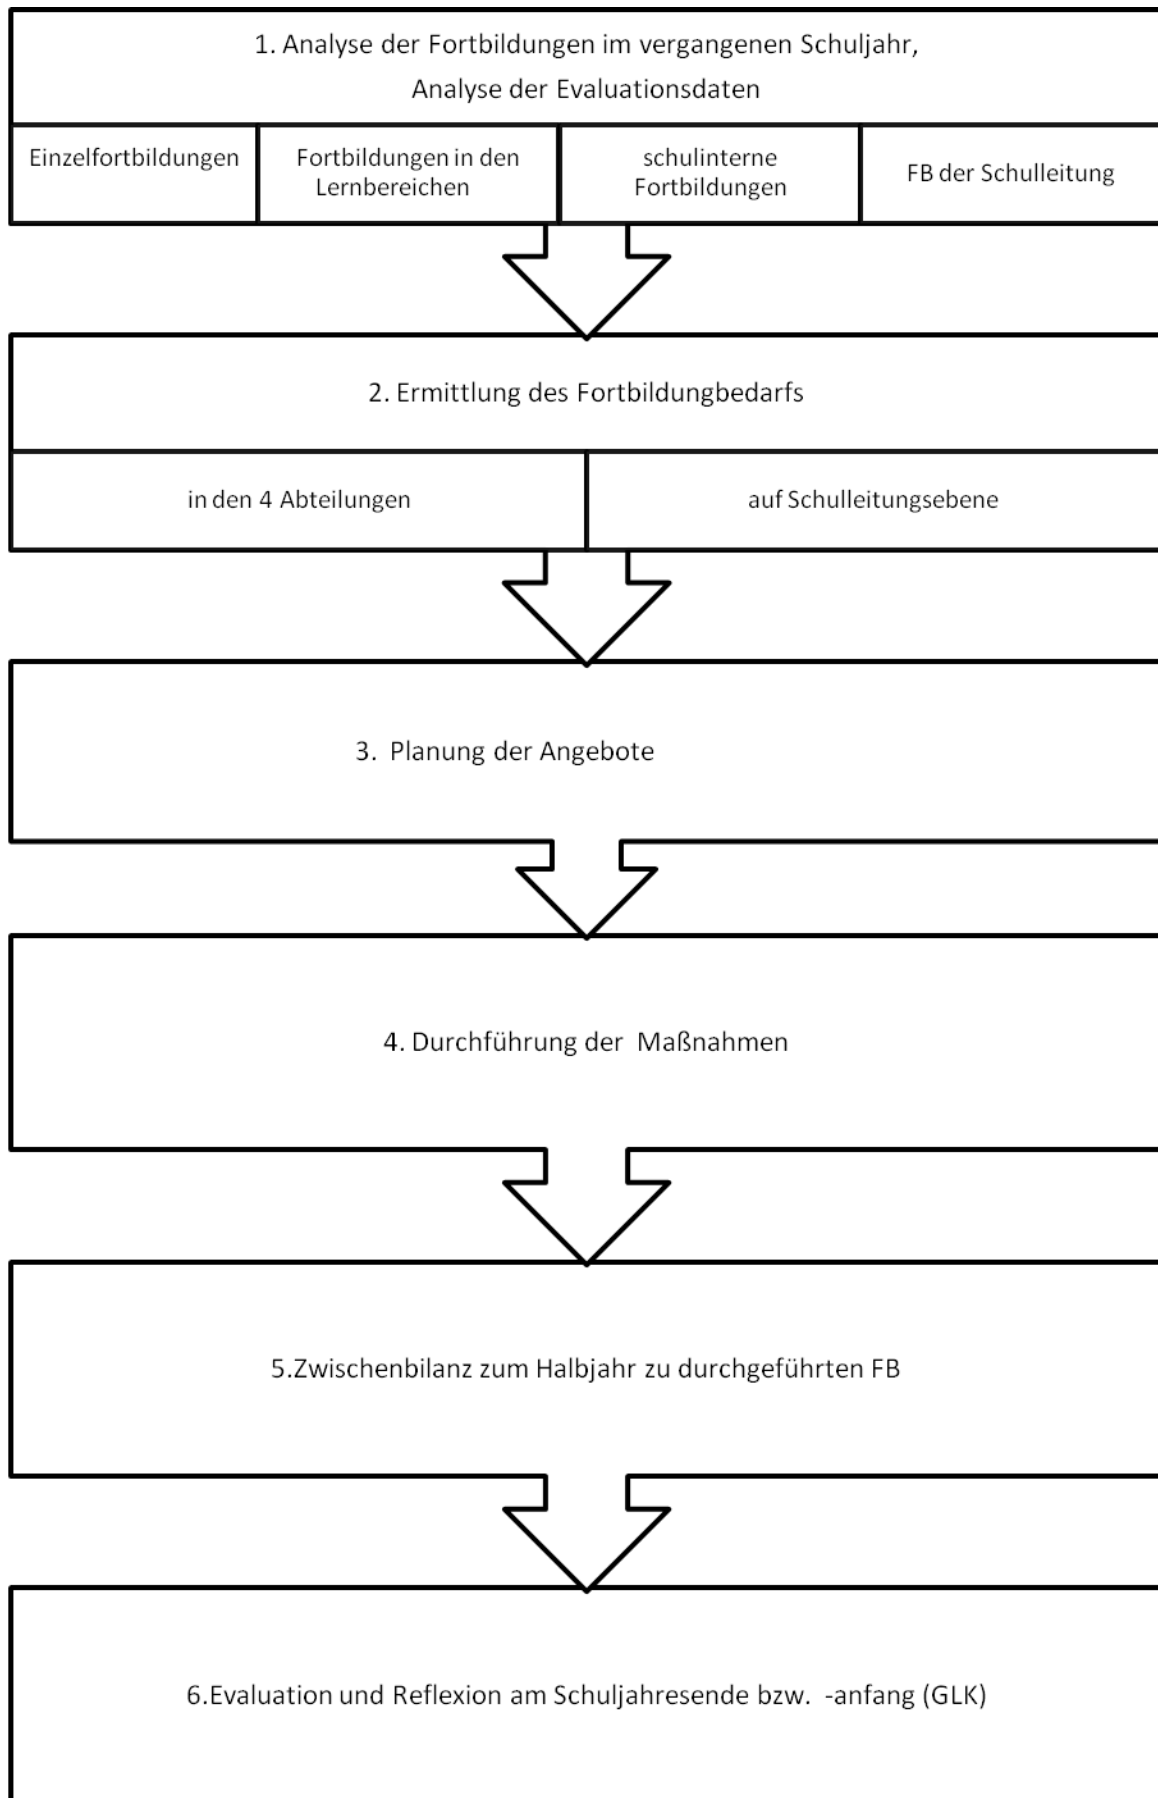 1. Analyse der Fortbildungen im vergangenen Schuljahr,
Analyse der Evaluationsdaten
Einzelfortbildungen
Fortbildungen in den
Lernbereichen
schulinterne
Fortbildungen
FB der Schulleitung
2. Ermittlung des Fortbildungbedarfs
in den 4 Abteilungen
auf Schulleitungsebene
3. Planung der Angebote
4. Durchführung der Maßnahmen
5.Zwischenbilanz zum Halbjahr zu durchgeführten FB
6.Evaluation und Reflexion am Schuljahresende bzw. -anfang (GLK)